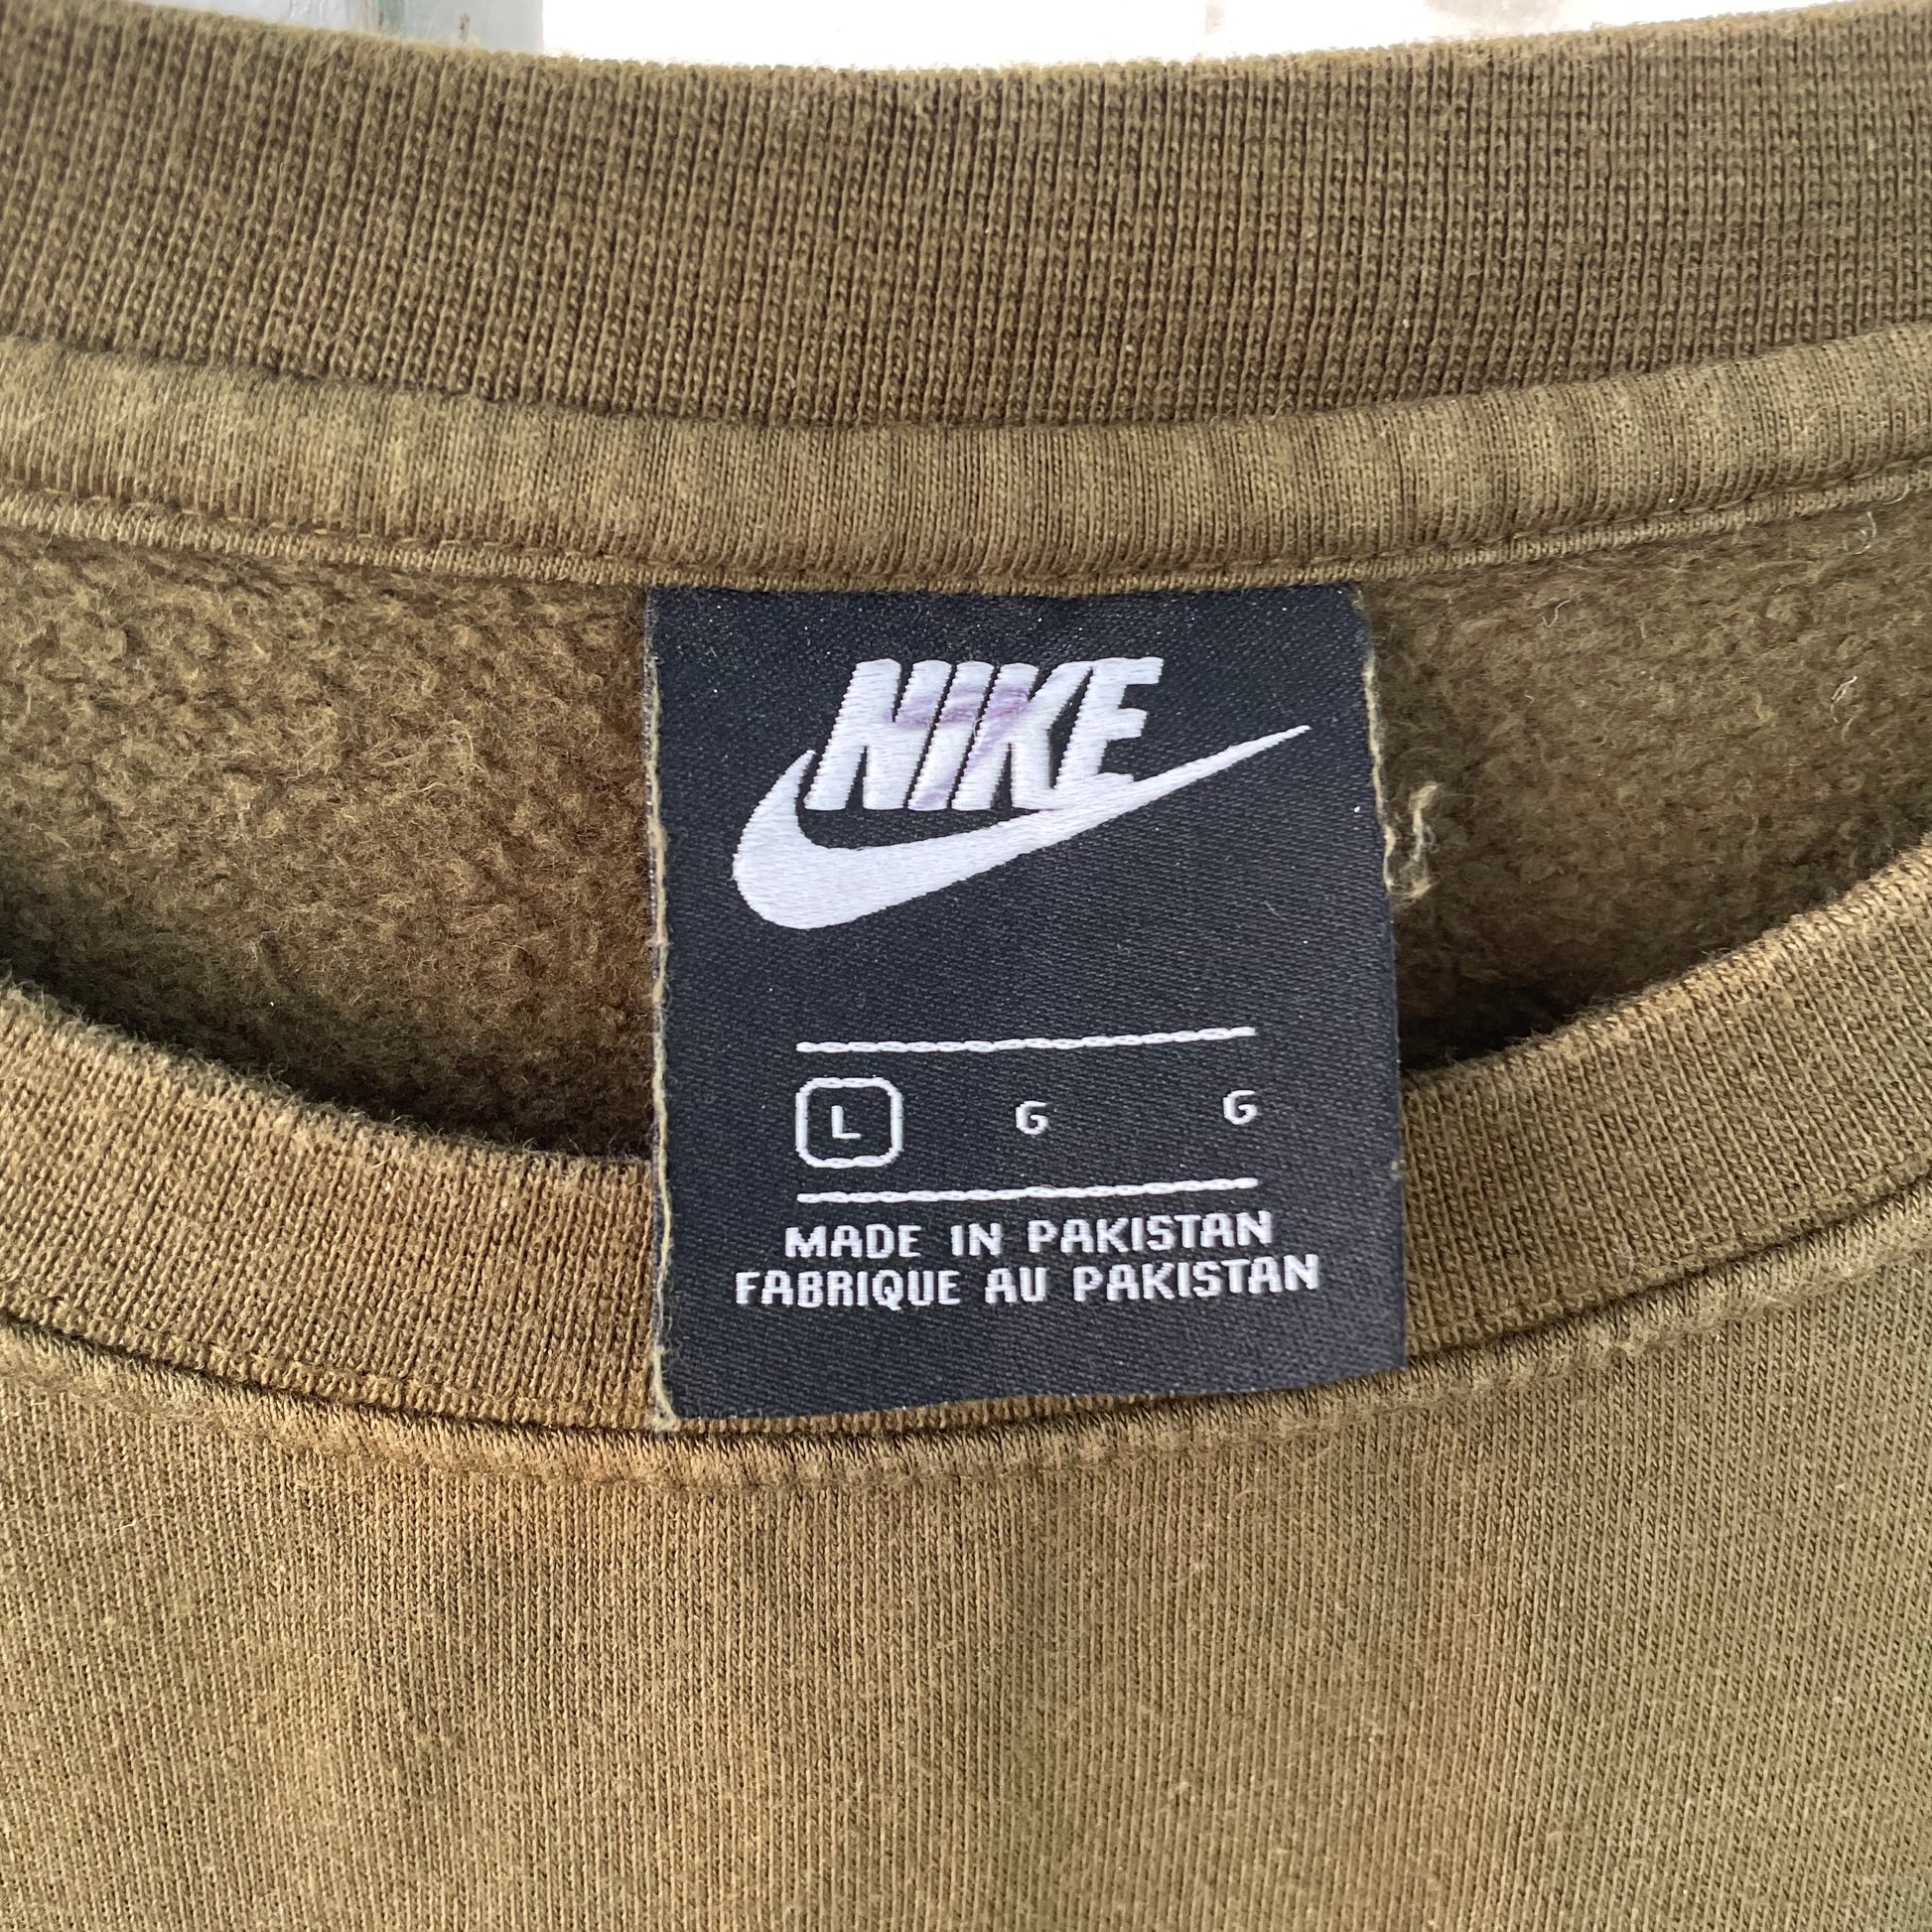 NIKE
L G G
MADE IN PAKISTAN
FABRIQUE AU PAKISTAN